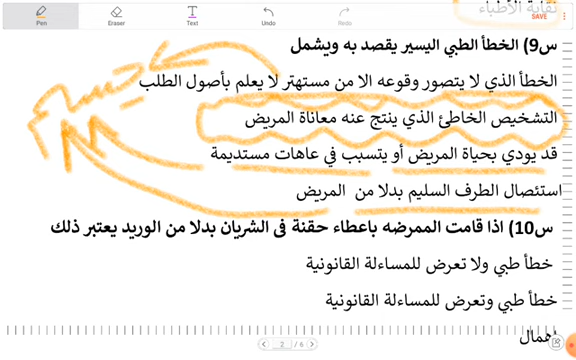 Pen
Eraser
Text
Undo
Redo
SAVE
نقابة الأطباء
س9) الخطأ الطبي اليسير يقصد به ويشمل
الخطأ الذي لا يتصور وقوعه الا من مستهتر لا يعلم بأصول الطلب
التشخيص الخاطئ الذي ينتج عنه معاناة المريض
قد يودي بحياة المريض أو يتسبب في عاهات مستديمة
استئصال الطرف السليم بدلا من المريض
س10) اذا قامت الممرضه باعطاء حقنة فى الشريان بدلا من الوريد يعتبر ذلك
خطأ طبي ولا تعرض للمساءلة القانونية
خطأ طبي وتعرض للمساءلة القانونية
اهمال
2 / 6